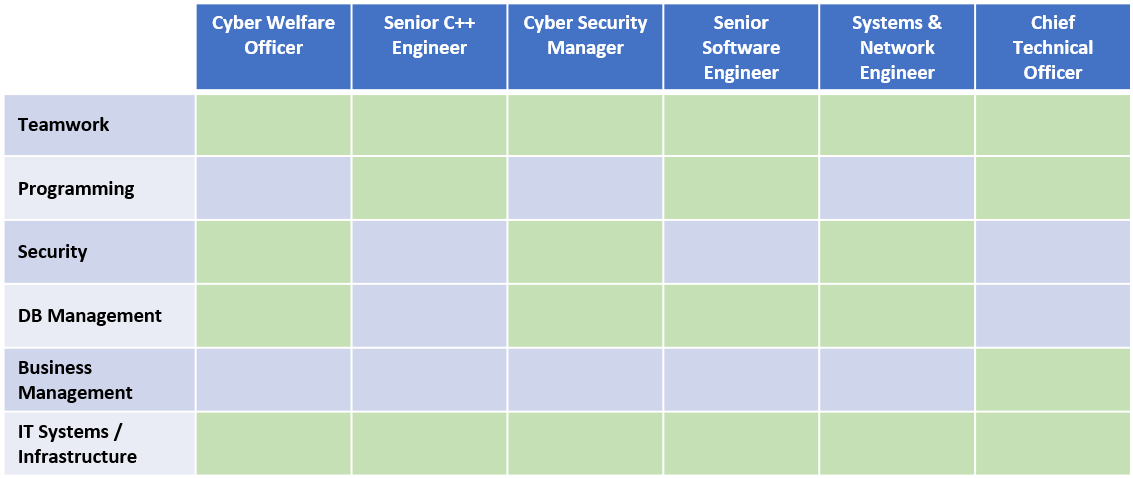 Cyber Welfare
Officer
Senior C++
Engineer
Cyber Security
Manager
Senior
Software
Engineer
Systems &
Network
Engineer
Chief
Technical
Officer
Teamwork
Programming
Security
DB Management
Business
Management
IT Systems /
Infrastructure